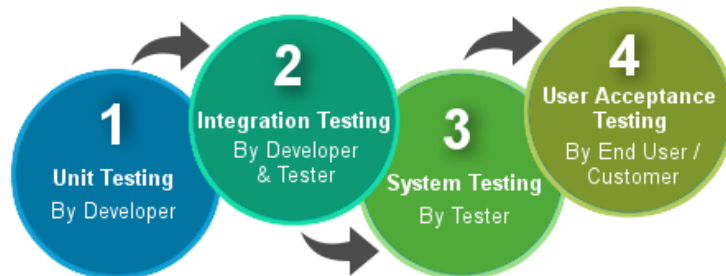 1
Unit Testing
By Developer
2
Integration Testing
By Developer
& Tester
3
System Testing
By Tester
4
User Acceptance
Testing
By End User /
Customer